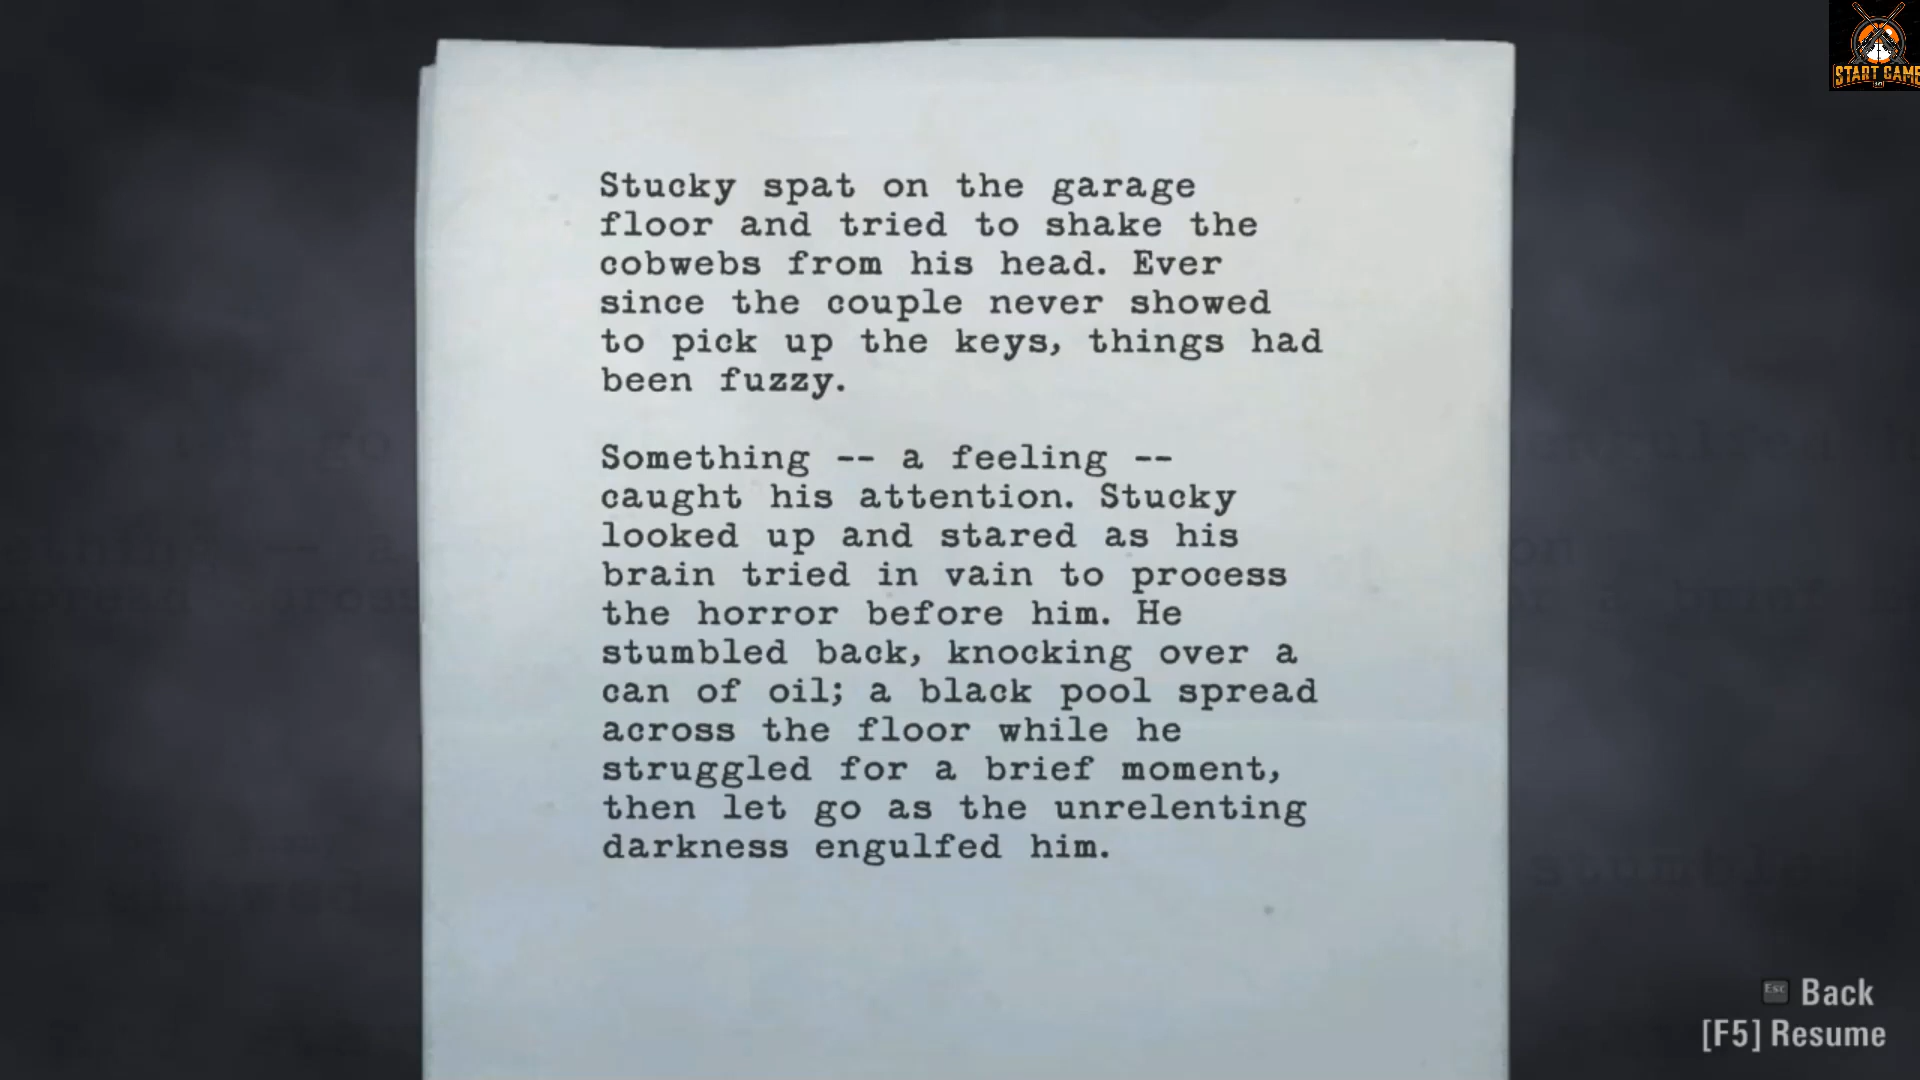 START GAME
Stucky spat on the garage
floor and tried to shake the
cobwebs from his head. Ever
since the couple never showed
to pick up the keys, things had
been fuzzy.
Something -- a feeling --
caught his attention. Stucky
looked up and stared as his
brain tried in vain to process
the horror before him. He
stumbled back, knocking over a
can of oil; a black pool spread
across the floor while he
struggled for a brief moment,
then let go as the unrelenting
darkness engulfed him.
Esc Back
[F5] Resume